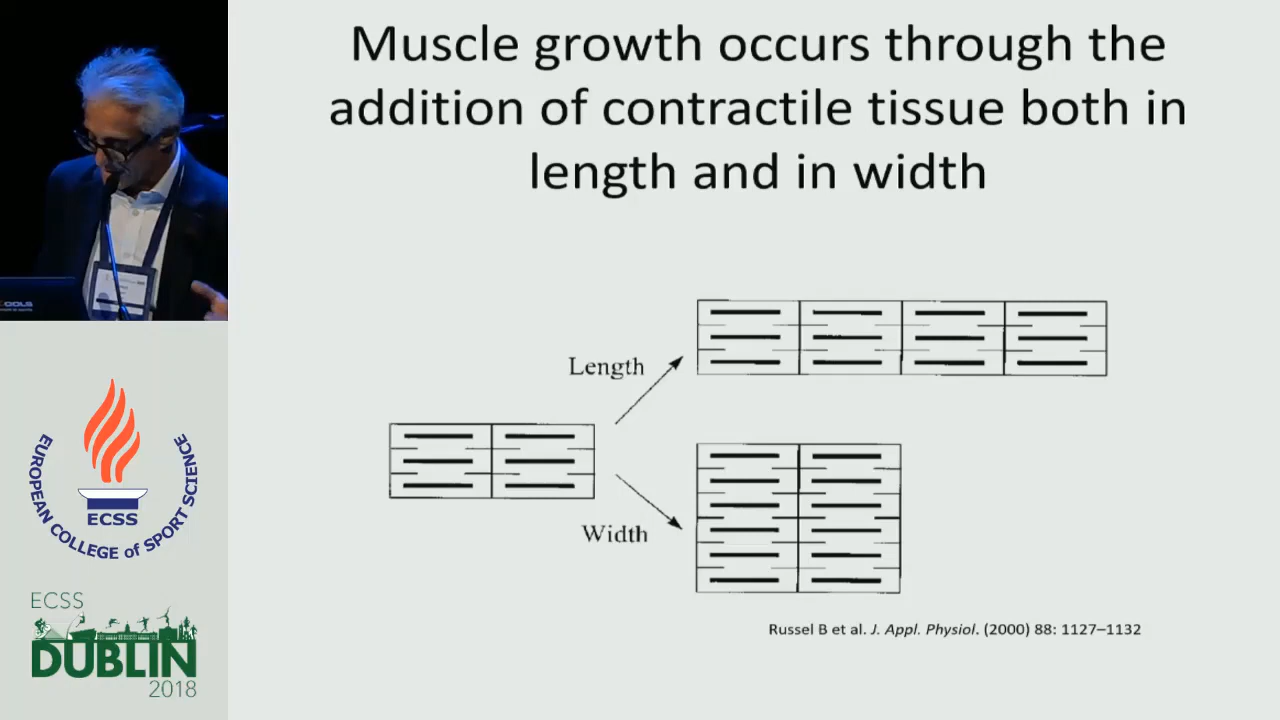 Muscle growth occurs through the
addition of contractile tissue both in
length and in width
Length
Width
Russel B et al. J. Appl. Physiol. (2000) 88: 1127–1132
EUROPEAN COLLEGE of SPORT SCIENCE
ECSS
ECSS
DUBLIN
2018